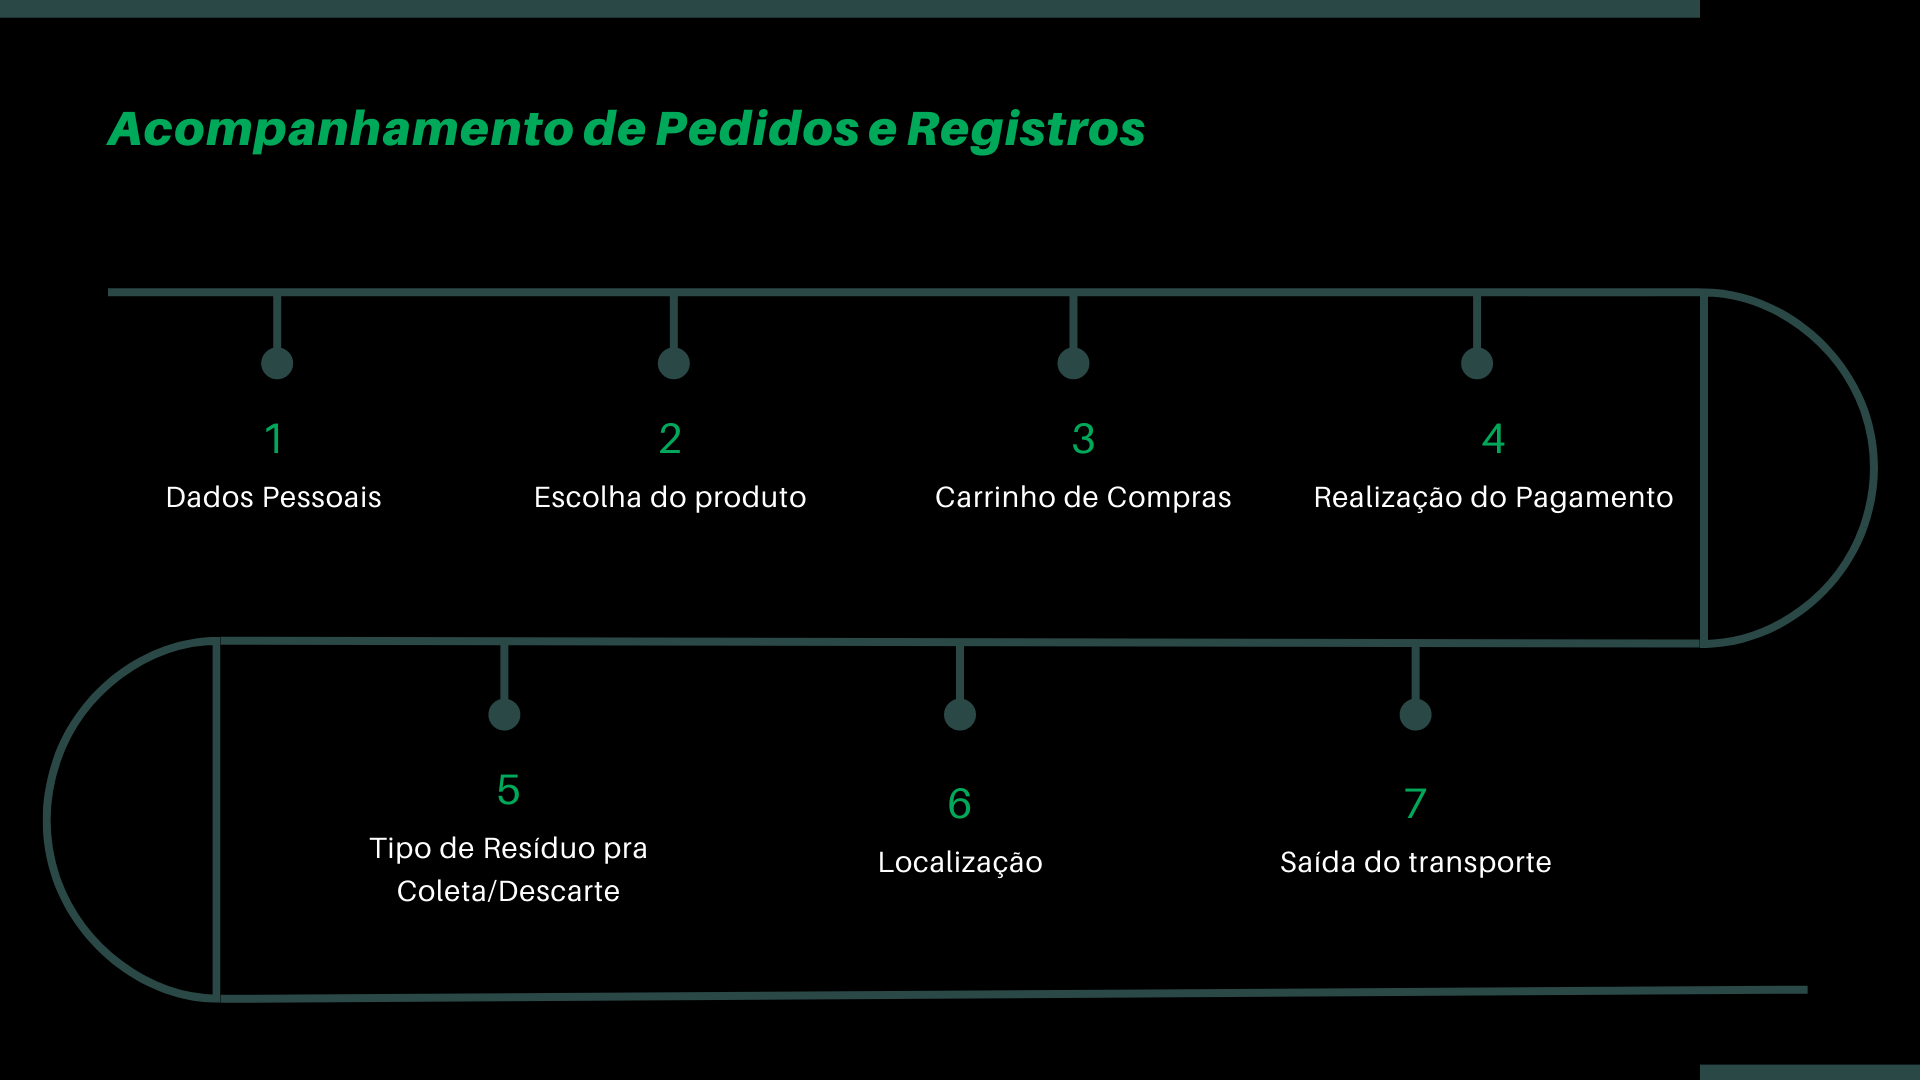 Acompanhamento de Pedidos e Registros
1
Dados Pessoais
2
Escolha do produto
3
Carrinho de Compras
4
Realização do Pagamento
5
Tipo de Resíduo pra
Coleta/Descarte
6
Localização
7
Saída do transporte